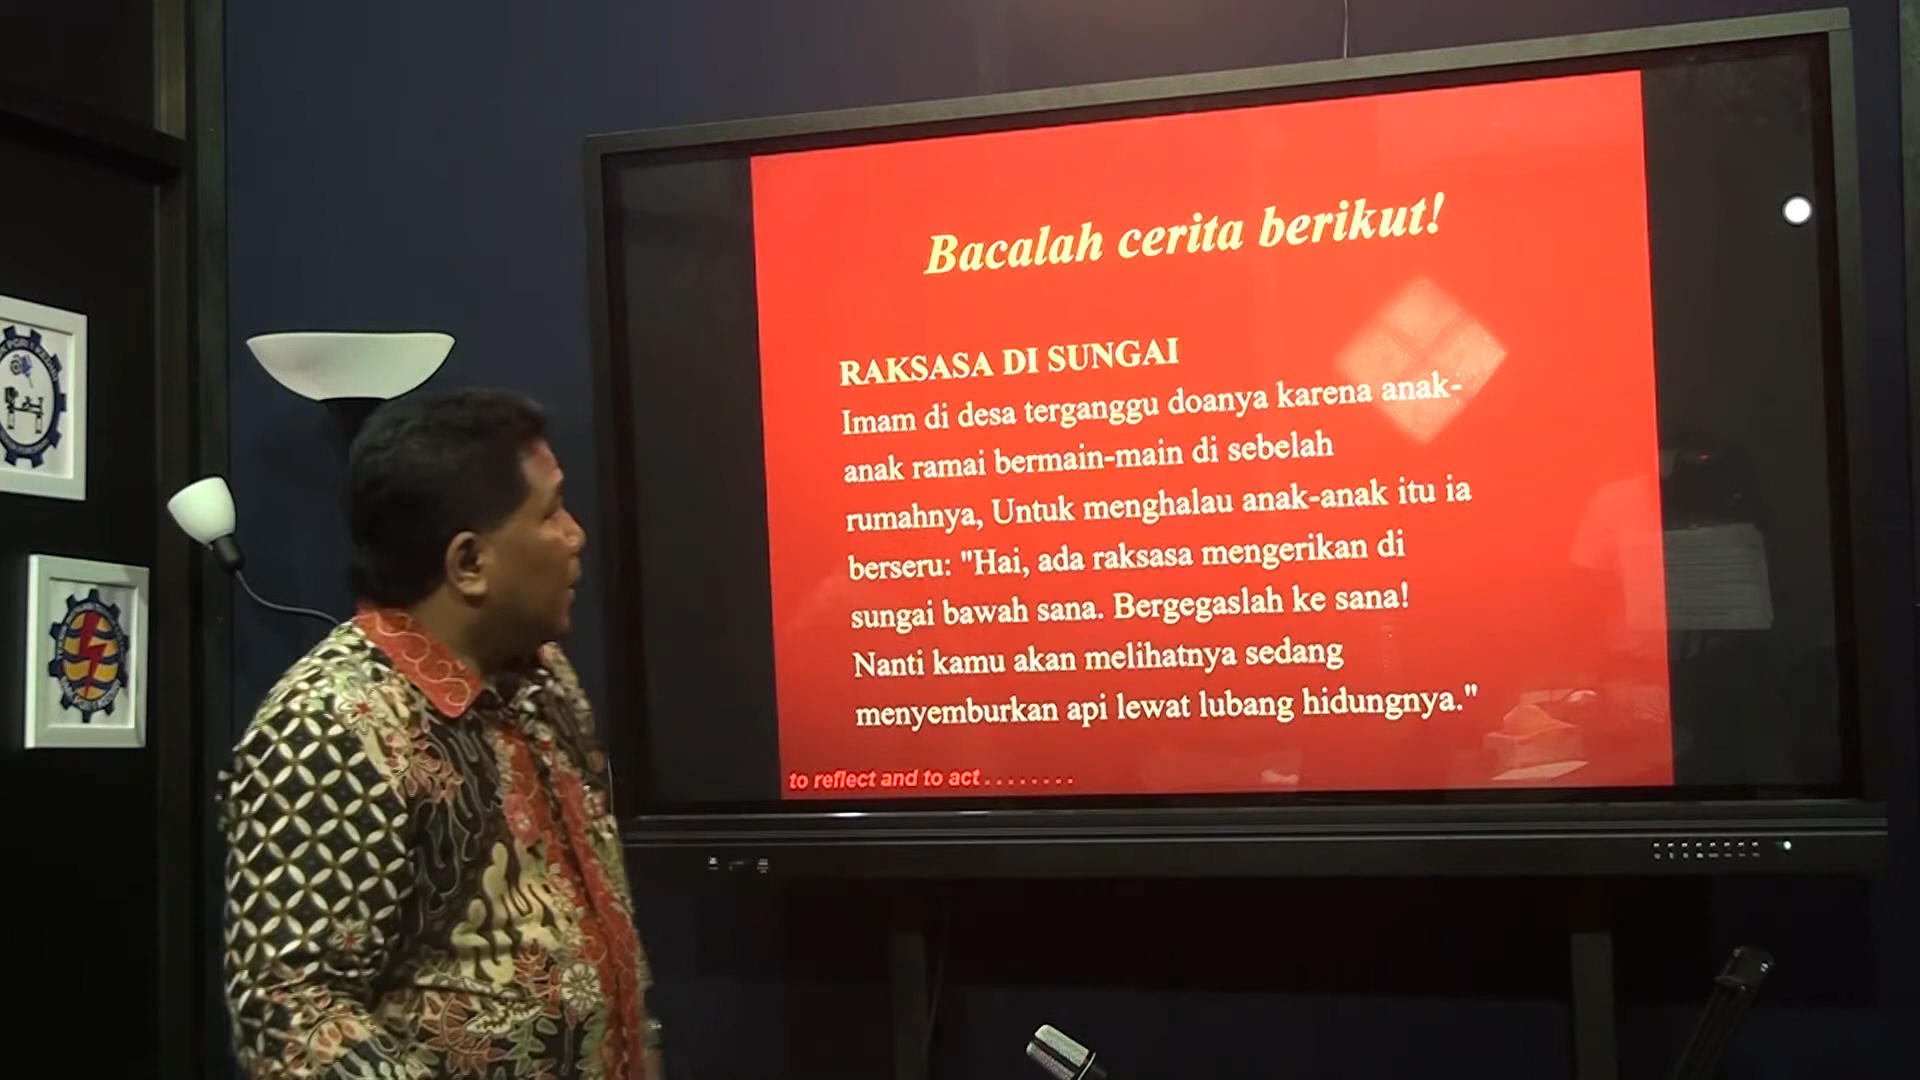 Bacalah cerita berikut!
RAKSASA DI SUNGAI
Imam di desa terganggu doanya karena anak-
anak ramai bermain-main di sebelah
rumahnya, Untuk menghalau anak-anak itu ia
berseru: "Hai, ada raksasa mengerikan di
sungai bawah sana. Bergegaslah ke sana!
Nanti kamu akan melihatnya sedang
menyemburkan api lewat lubang hidungnya."
to reflect and to act . . . . . . . .